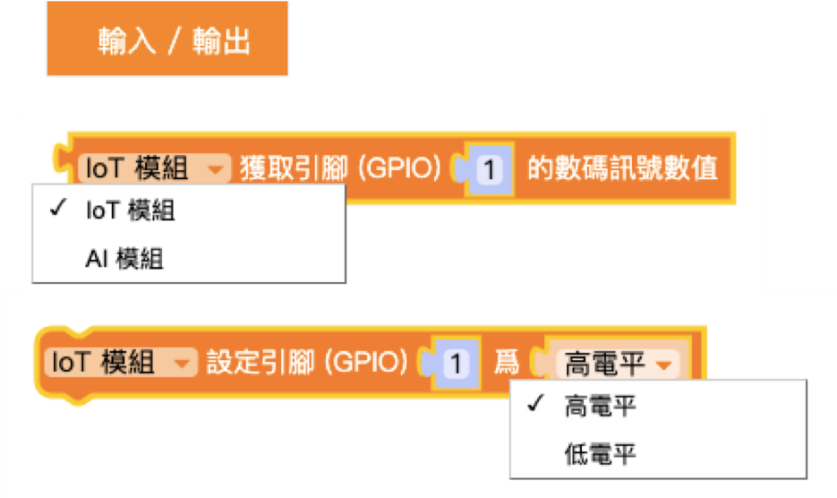 輸入 / 輸出
IoT 模組 獲取引腳 (GPIO) 1 的數碼訊號數值
✓ IoT 模組
AI 模組
IoT 模組 設定引腳 (GPIO) 1 爲 高電平
✓ 高電平
低電平